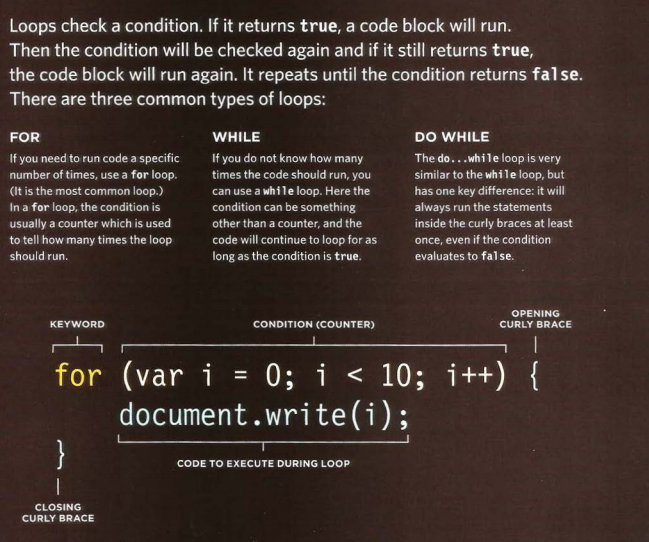 Loops check a condition. If it returns true, a code block will run.
Then the condition will be checked again and if it still returns true,
the code block will run again. It repeats until the condition returns false.
There are three common types of loops:
FOR
If you need to run code a specific
number of times, use a for loop.
(It is the most common loop.)
In a for loop, the condition is
usually a counter which is used
to tell how many times the loop
should run.
WHILE
If you do not know how many
times the code should run, you
can use a while loop. Here the
condition can be something
other than a counter, and the
code will continue to loop for as
long as the condition is true.
DO WHILE
The do...while loop is very
similar to the while loop, but
has one key difference: it will
always run the statements
inside the curly braces at least
once, even if the condition
evaluates to false.
KEYWORD
CONDITION (COUNTER)
OPENING
CURLY BRACE
for (var i = 0; i < 10; i++) {
document.write(i);
}
CODE TO EXECUTE DURING LOOP
CLOSING
CURLY BRACE